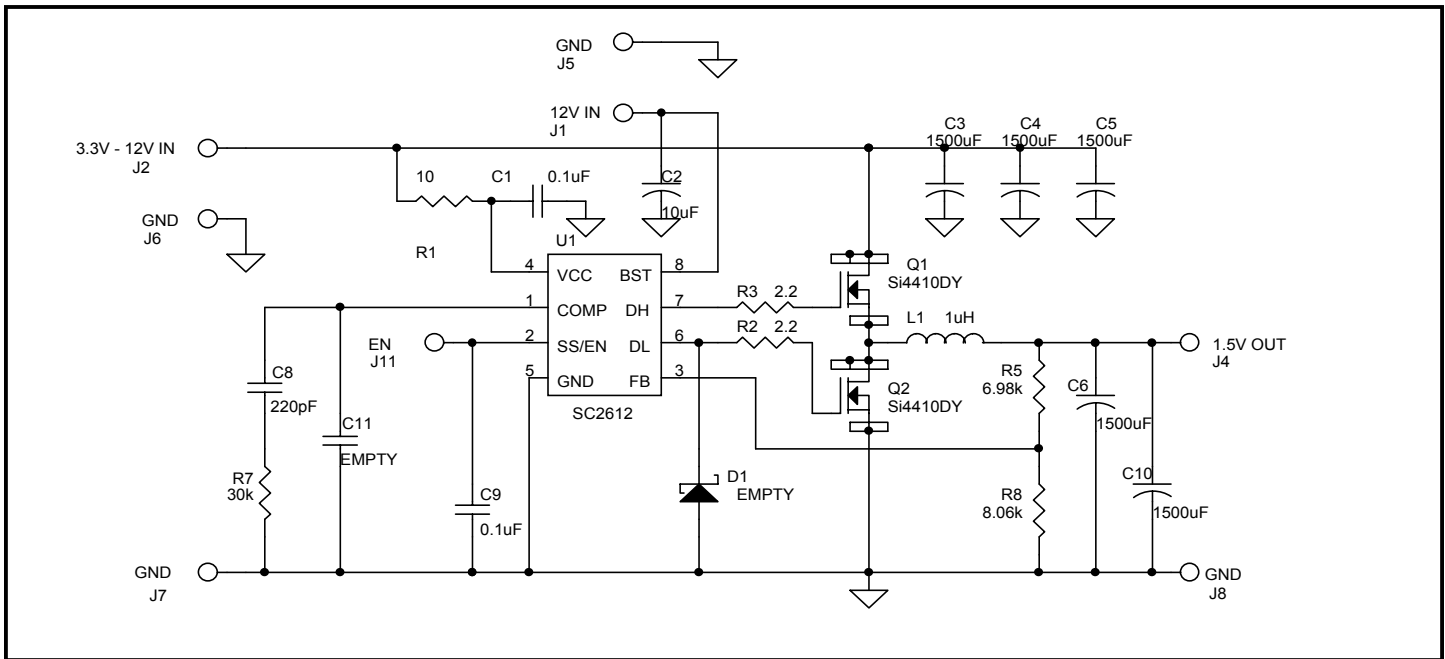 GND
J5
12V IN
J1
3.3V - 12V IN
J2
C3
1500uF
C4
1500uF
C5
1500uF
10
C1
0.1uF
C2
10uF
GND
J6
R1
U1
4
VCC
BST
8
1
COMP
DH
7
2
SS/EN
DL
6
5
GND
FB
3
SC2612
Q1
Si4410DY
R3
2.2
R2
2.2
L1
1uH
EN
J11
1.5V OUT
J4
C8
220pF
R5
6.98k
C6
1500uF
Q2
Si4410DY
C11
EMPTY
R7
30k
C9
0.1uF
D1
EMPTY
R8
8.06k
C10
1500uF
GND
J7
GND
J8